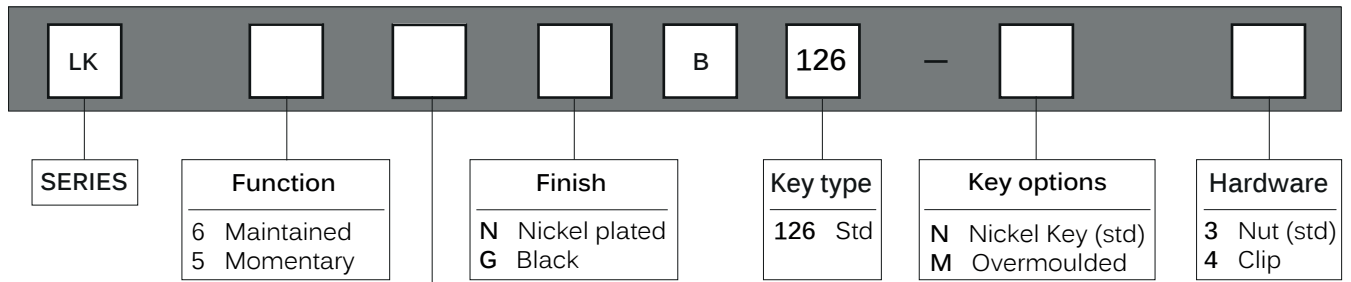 LK B 126 –
SERIES
Function
6 Maintained
5 Momentary
Finish
N Nickel plated
G Black
Key type
126 Std
Key options
N Nickel Key (std)
M Overmoulded
Hardware
3 Nut (std)
4 Clip